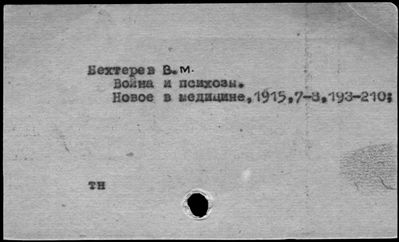 Бехтерев В.м.
Война и психозы.
Новое в медицине,1915,7-8,193-210;
тн